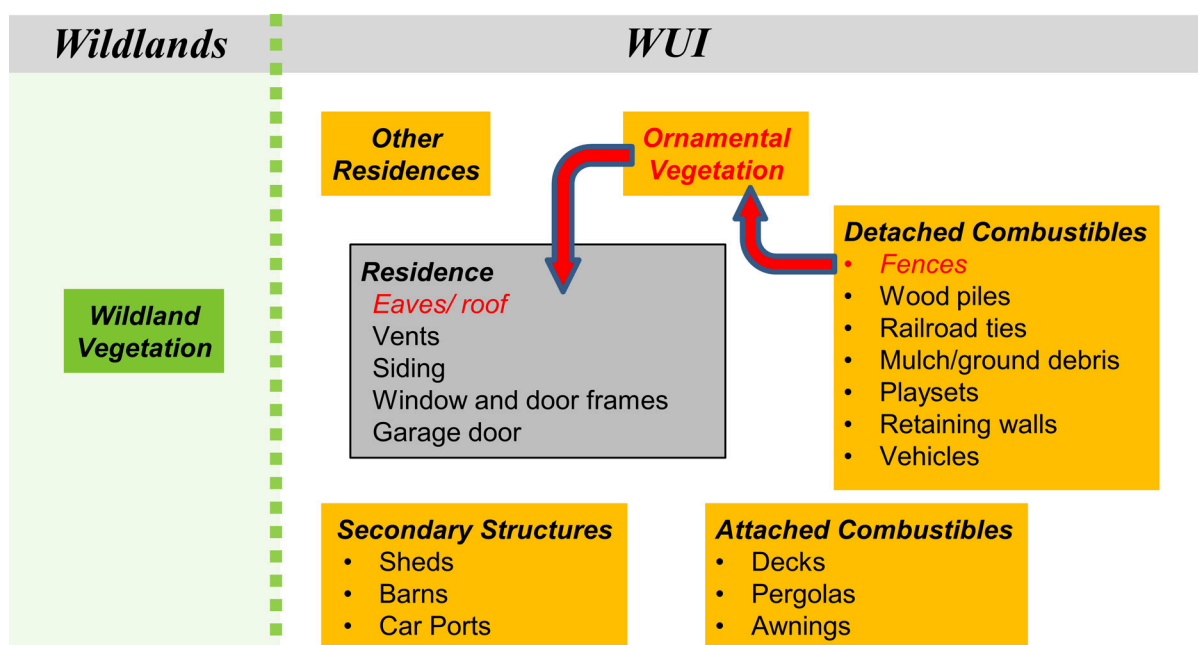 Wildlands
WUI
Other
Residences
Ornamental
Vegetation
Wildland
Vegetation
Residence
Eaves/ roof
Vents
Siding
Window and door frames
Garage door
Detached Combustibles
• Fences
• Wood piles
• Railroad ties
• Mulch/ground debris
• Playsets
• Retaining walls
• Vehicles
Secondary Structures
• Sheds
• Barns
• Car Ports
Attached Combustibles
• Decks
• Pergolas
• Awnings